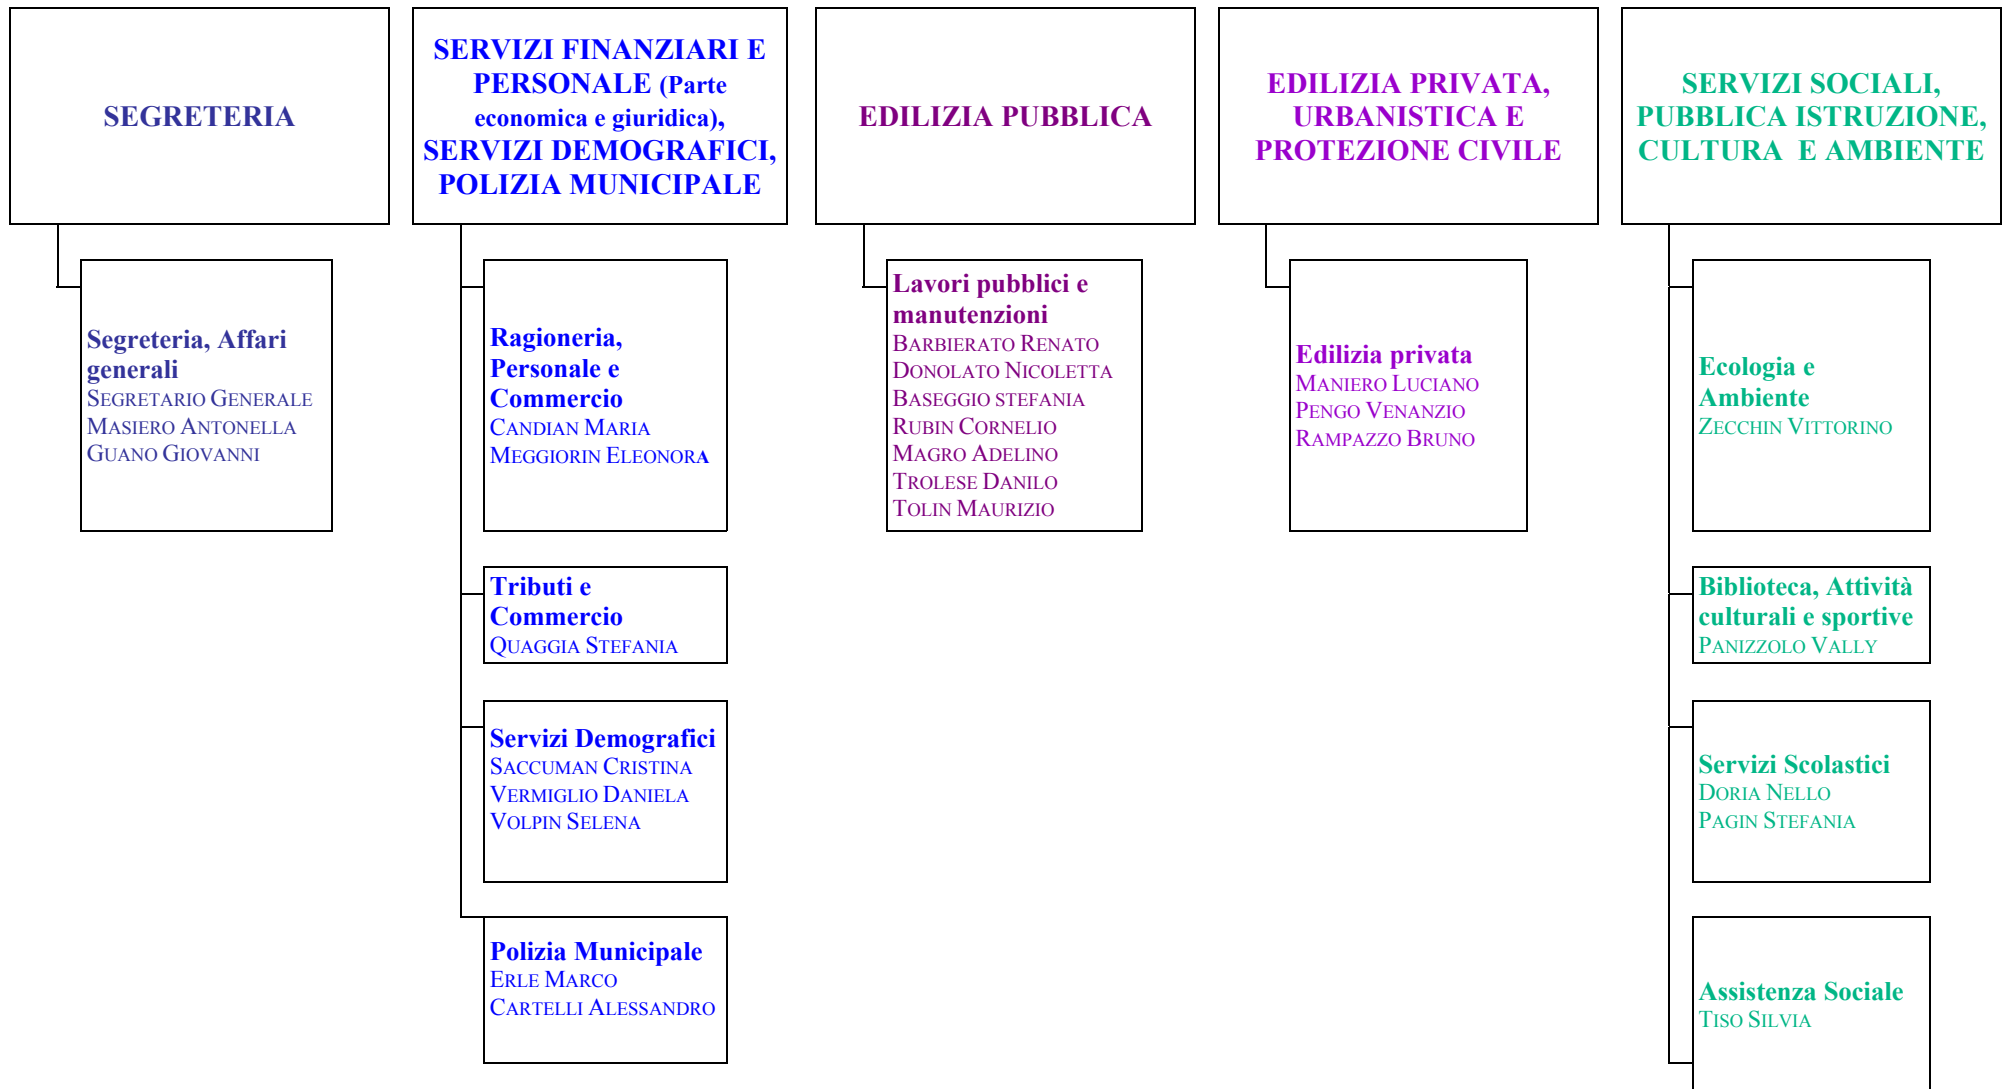 SEGRETERIA
Segreteria, Affari
generali
SEGRETARIO GENERALE
MASIERO ANTONELLA
GUANO GIOVANNI
SERVIZI FINANZIARI E
PERSONALE (Parte
economica e giuridica),
SERVIZI DEMOGRAFICI,
POLIZIA MUNICIPALE
Ragioneria,
Personale e
Commercio
CANDIAN MARIA
MEGGIORIN ELEONORA
Tributi e
Commercio
QUAGGIA STEFANIA
Servizi Demografici
SACCUMAN CRISTINA
VERMIGLIO DANIELA
VOLPIN SELENA
Polizia Municipale
ERLE MARCO
CARTELLI ALESSANDRO
EDILIZIA PUBBLICA
Lavori pubblici e
manutenzioni
BARBIERATO RENATO
DONOLATO NICOLETTA
BASEGGIO STEFANIA
RUBIN CORNELIO
MAGRO ADELINO
TROLESE DANILO
TOLIN MAURIZIO
EDILIZIA PRIVATA,
URBANISTICA E
PROTEZIONE CIVILE
Edilizia privata
MANIERO LUCIANO
PENGO VENANZIO
RAMPAZZO BRUNO
SERVIZI SOCIALI,
PUBBLICA ISTRUZIONE,
CULTURA E AMBIENTE
Ecologia e
Ambiente
ZECCHIN VITTORINO
Biblioteca, Attività
culturali e sportive
PANIZZOLO VALLY
Servizi Scolastici
DORIA NELLO
PAGIN STEFANIA
Assistenza Sociale
TISO SILVIA